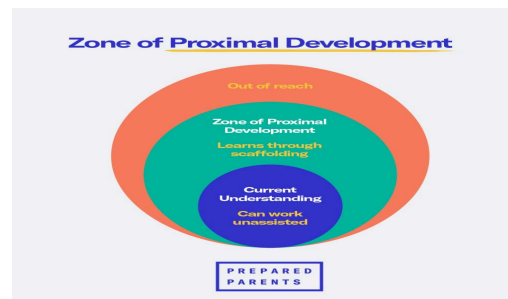 Zone of Proximal Development
Out of reach
Zone of Proximal
Development
Learns through
scaffolding
Current
Understanding
Can work
unassisted
PREPARED
PARENTS